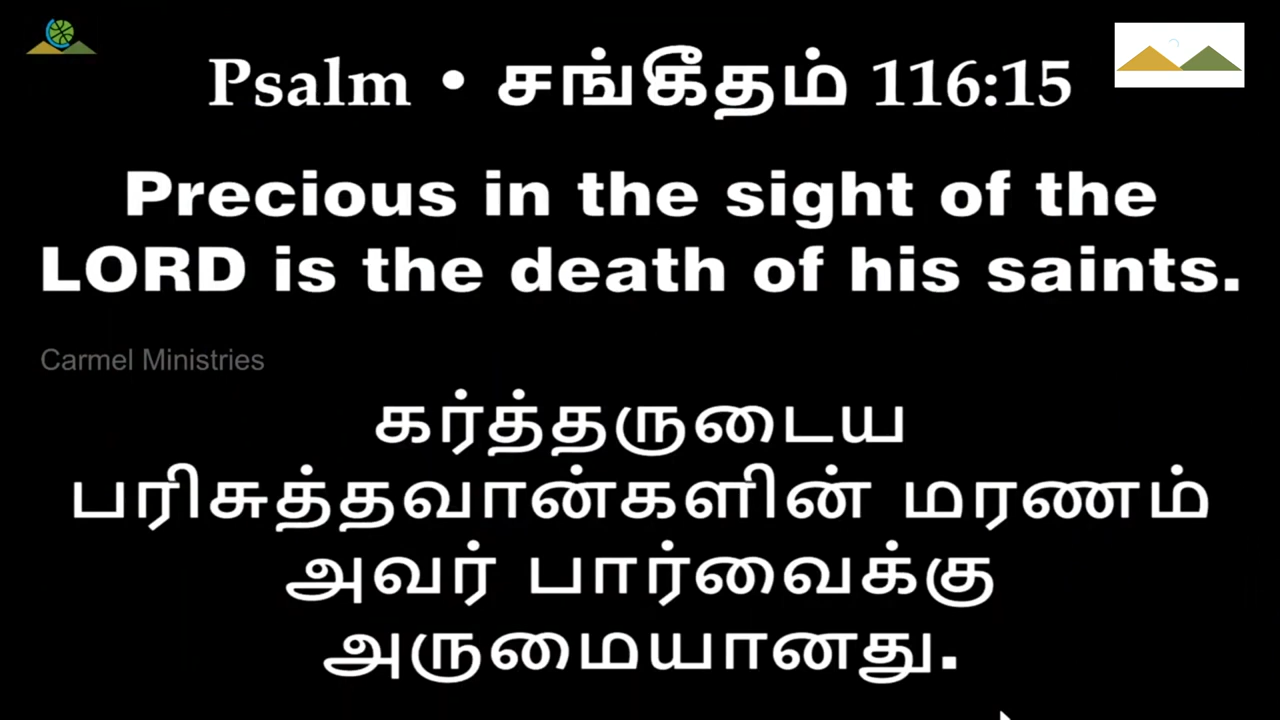 Psalm • சங்கீதம் 116:15
Precious in the sight of the
LORD is the death of his saints.
Carmel Ministries
கர்த்தருடைய
பரிசுத்தவான்களின் மரணம்
அவர் பார்வைக்கு
அருமையானது.